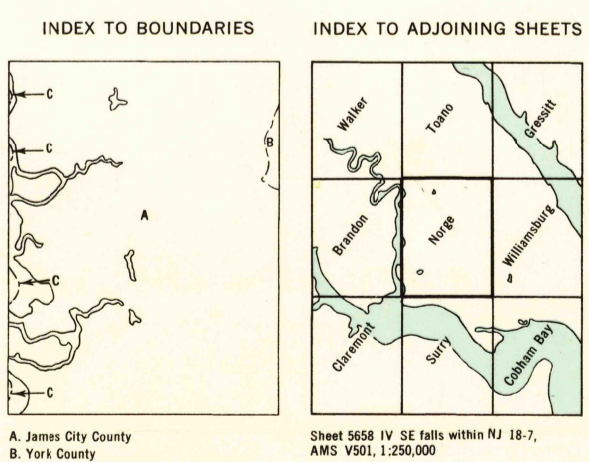 INDEX TO BOUNDARIES
C
C
B
A
C
C
A. James City County
B. York County
INDEX TO ADJOINING SHEETS
Walker
Toano
Gressitt
Brandon
Norge
Williamsburg
Claremont
Surry
Cobham Bay
Sheet 5658 IV SE falls within NJ 18-7,
AMS V501, 1:250,000